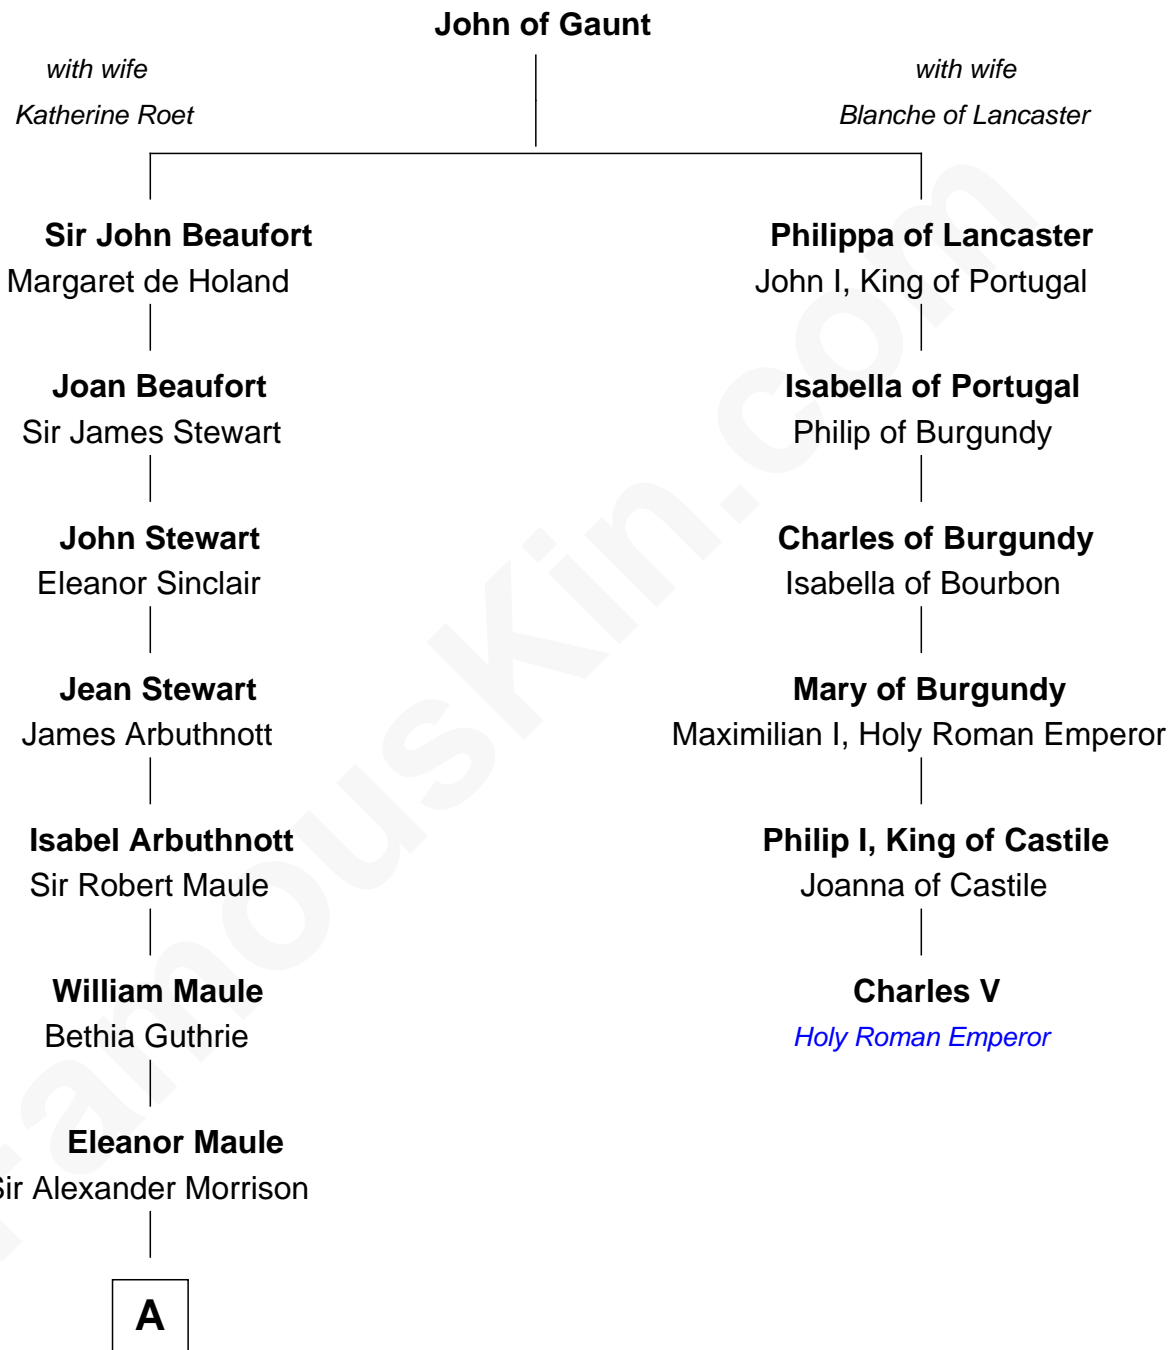 John of Gaunt
with wife
Katherine Roet
with wife
Blanche of Lancaster
Sir John Beaufort
Margaret de Holand
Philippa of Lancaster
John I, King of Portugal
Joan Beaufort
Sir James Stewart
Isabella of Portugal
Philip of Burgundy
John Stewart
Eleanor Sinclair
Charles of Burgundy
Isabella of Bourbon
Jean Stewart
James Arbuthnott
Mary of Burgundy
Maximilian I, Holy Roman Emperor
Isabel Arbuthnott
Sir Robert Maule
Philip I, King of Castile
Joanna of Castile
William Maule
Bethia Guthrie
Charles V
Holy Roman Emperor
Eleanor Maule
Sir Alexander Morrison
A
FamousKin.com